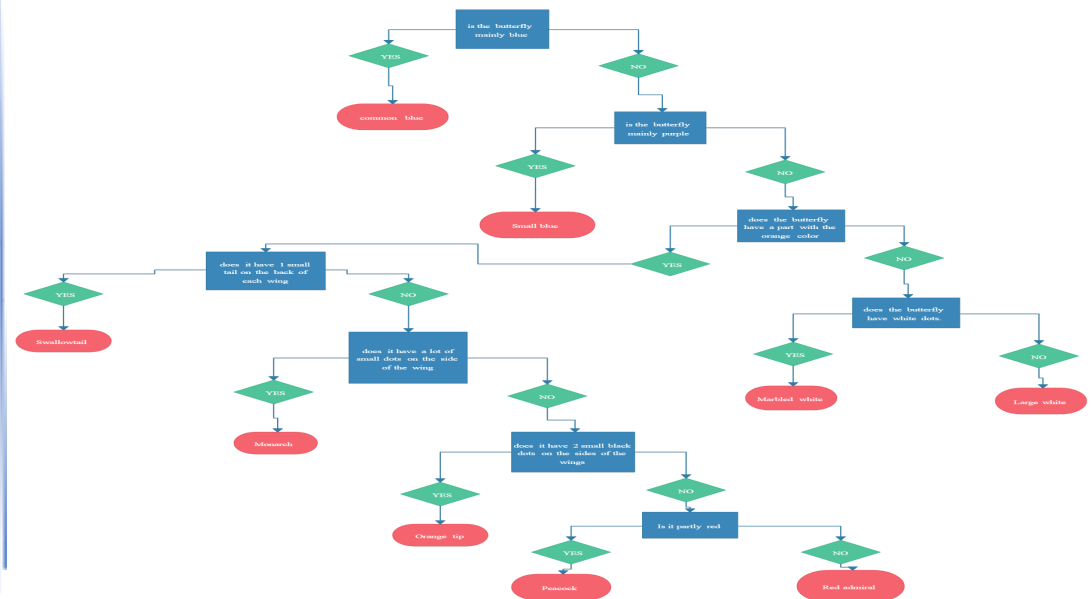 is the butterfly
mainly blue
YES
NO
common blue
is the butterfly
mainly purple
YES
NO
Small blue
does the butterfly
have a part with the
orange color
YES
NO
does it have 1 small
tail on the back of
each wing
YES
NO
does the butterfly
have white dots.
YES
NO
Swallowtail
does it have a lot of
small dots on the side
of the wing
Marbled white
Large white
YES
NO
Monarch
does it have 2 small black
dots on the sides of the
wings
YES
NO
Orange tip
Is it partly red
YES
NO
Peacock
Red admiral